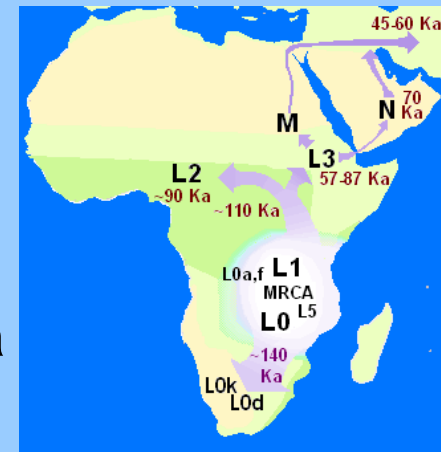 45-60 Ka
M
N 70
Ka
L3
57-87 Ka
L2
~90 Ka
~110 Ka
L0a,f
L1
MRCA
L5
L0
~140
Ka
L0k
L0d